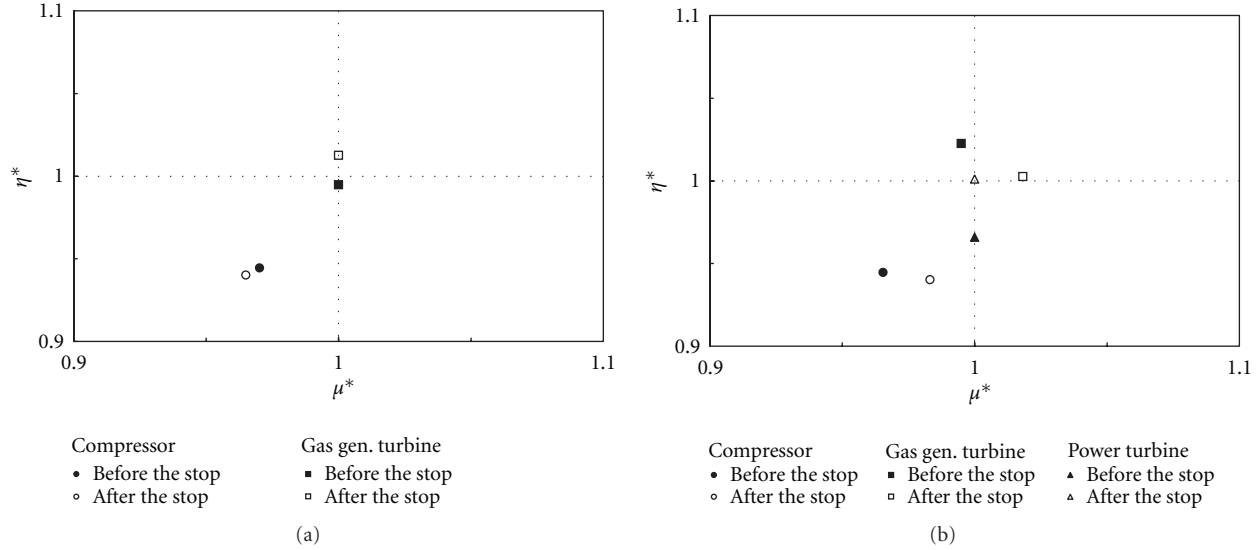 1.1
η*
1
0.9
0.9
1
1.1
μ*
Compressor
Before the stop
After the stop
Gas gen. turbine
Before the stop
After the stop
(a)
1.1
η*
1
0.9
0.9
1
1.1
μ*
Compressor
Before the stop
After the stop
Gas gen. turbine
Before the stop
After the stop
Power turbine
Before the stop
After the stop
(b)